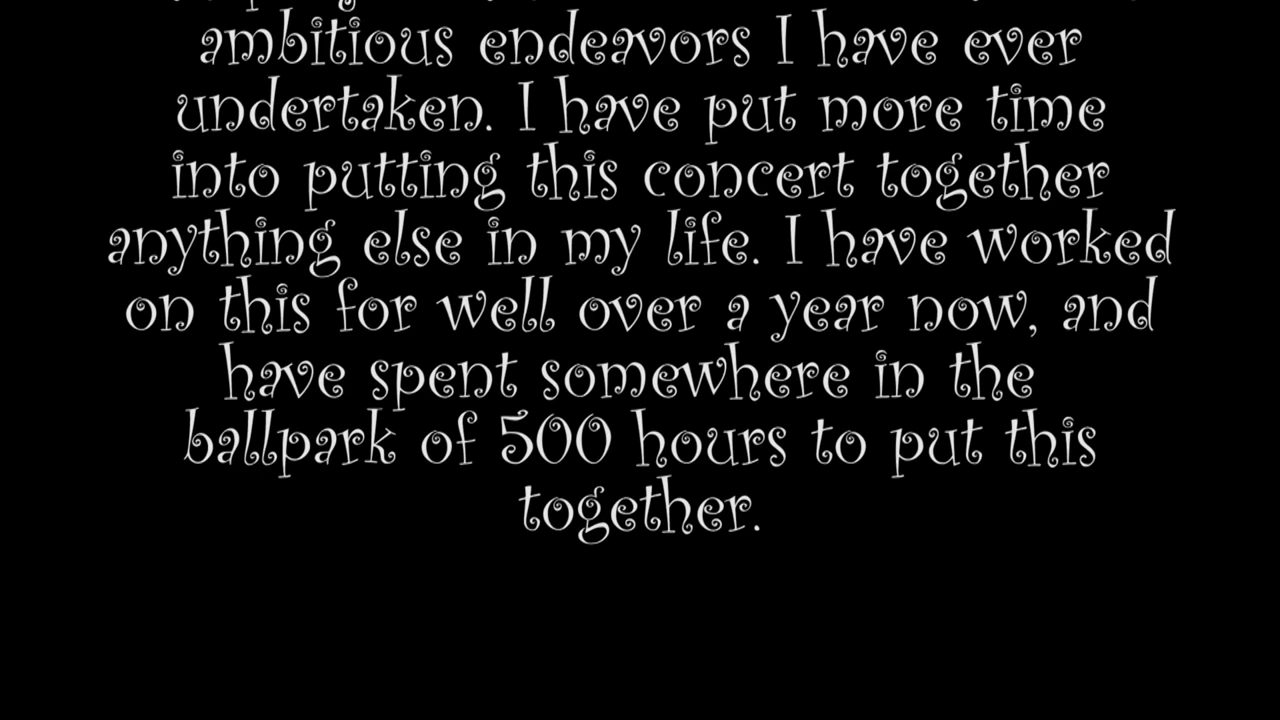 ambitious endeavors I have ever
undertaken. I have put more time
into putting this concert together
anything else in my life. I have worked
on this for well over a year now, and
have spent somewhere in the
ballpark of 500 hours to put this
together.